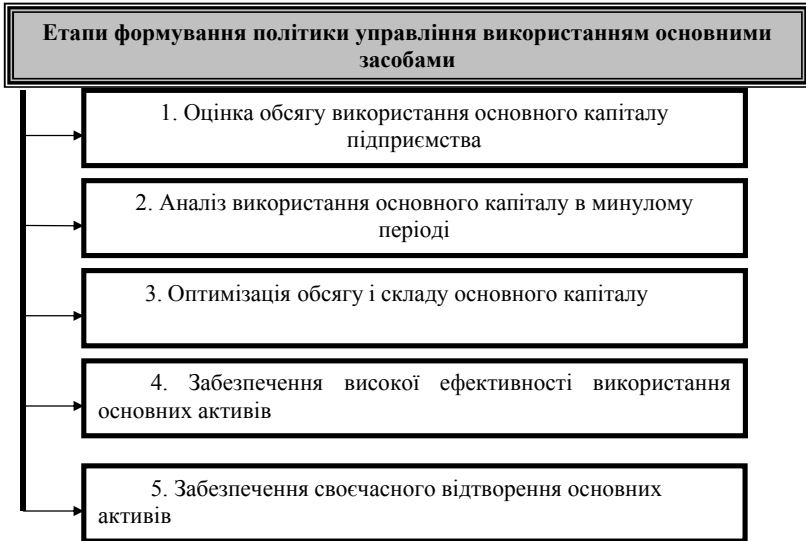 Етапи формування політики управління використанням основними
засобами
1. Оцінка обсягу використання основного капіталу
підприємства
2. Аналіз використання основного капіталу в минулому
періоді
3. Оптимізація обсягу і складу основного капіталу
4. Забезпечення високої ефективності використання
основних активів
5. Забезпечення своєчасного відтворення основних
активів